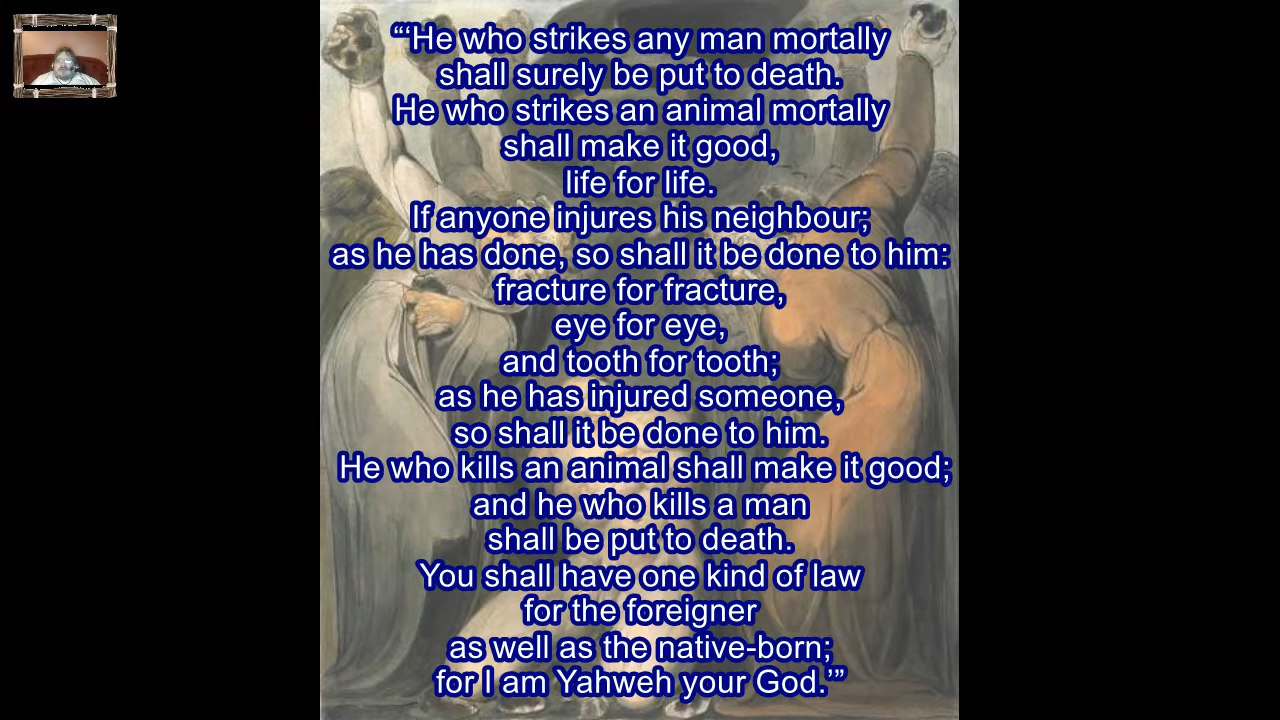 “‘He who strikes any man mortally
shall surely be put to death.
He who strikes an animal mortally
shall make it good,
life for life.
If anyone injures his neighbour;
as he has done, so shall it be done to him:
fracture for fracture,
eye for eye,
and tooth for tooth;
as he has injured someone,
so shall it be done to him.
He who kills an animal shall make it good;
and he who kills a man
shall be put to death.
You shall have one kind of law
for the foreigner
as well as the native-born;
for I am Yahweh your God.’”